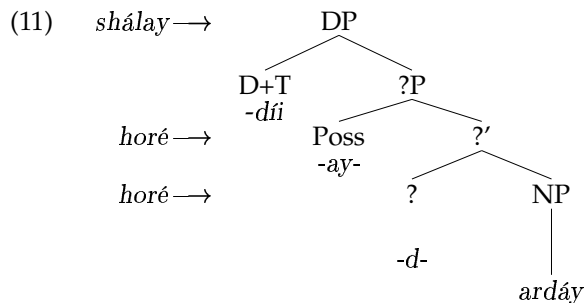 (11) shálay → DP
D+T ?P
-díi
horé → Poss ?′
-ay-
horé → ? NP
-d-
ardáy